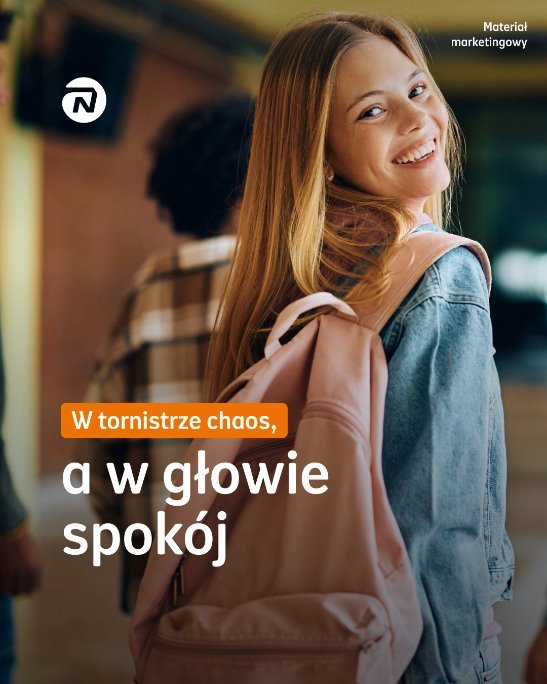 Materiał
marketingowy
W tornistrze chaos,
a w głowie
spokój